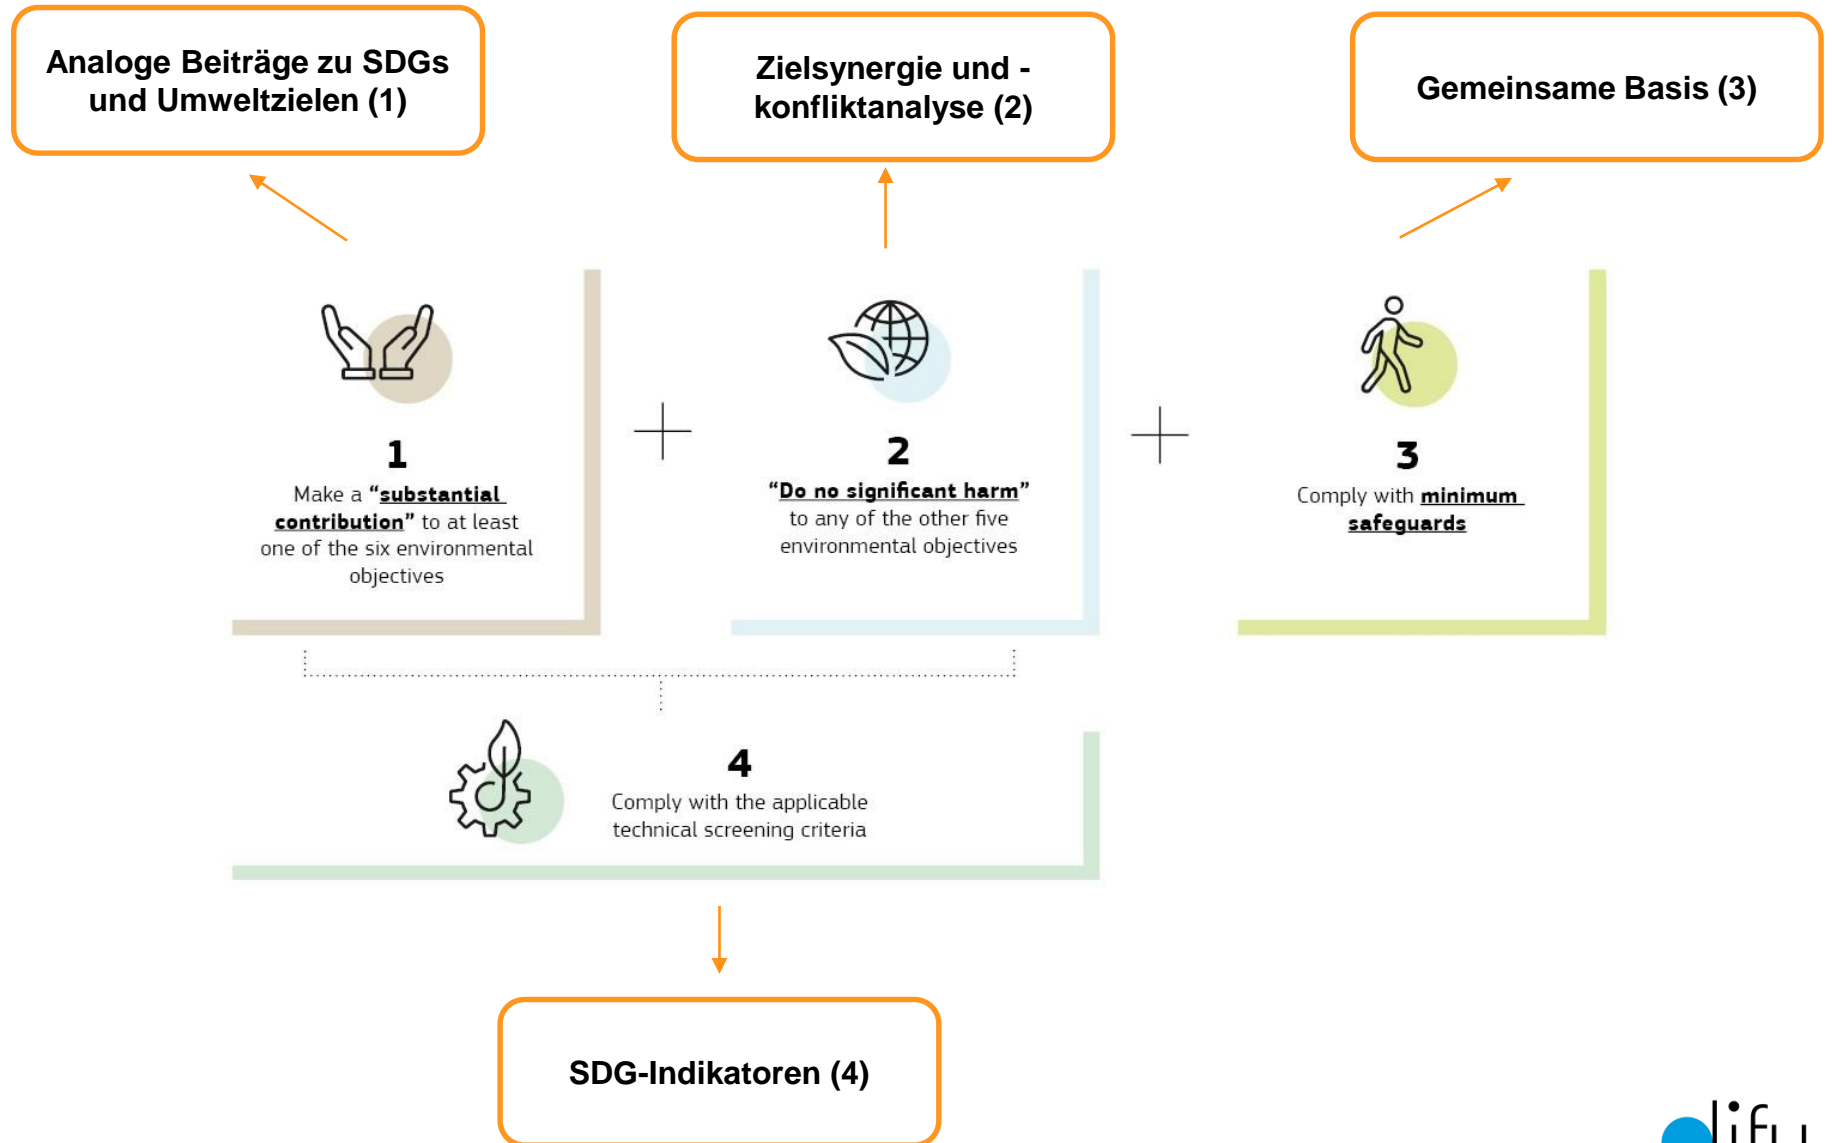 Analoge Beiträge zu SDGs
und Umweltzielen (1)
Zielsynergie und -
konfliktanalyse (2)
Gemeinsame Basis (3)
1
Make a “substantial
contribution” to at least
one of the six environmental
objectives
2
“Do no significant harm”
to any of the other five
environmental objectives
3
Comply with minimum
safeguards
4
Comply with the applicable
technical screening criteria
SDG-Indikatoren (4)